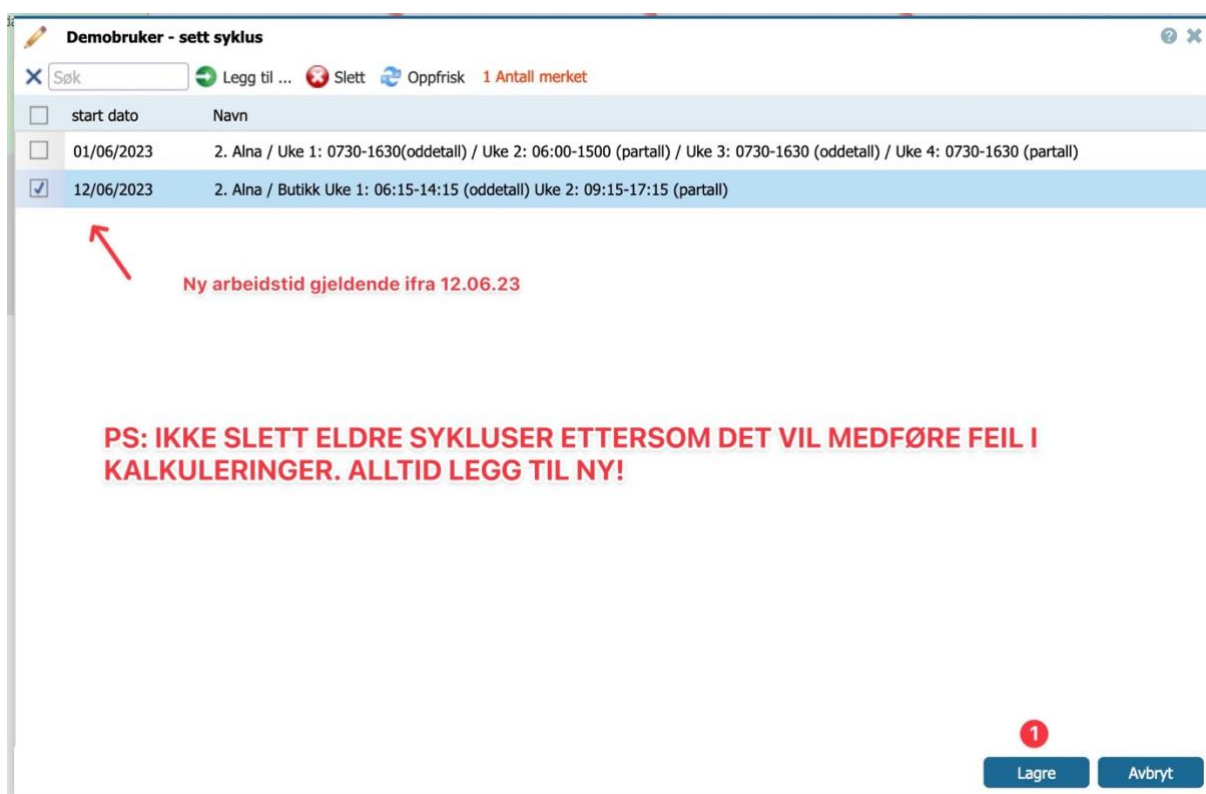 Demobruker - sett syklus
Søk Legg til ... Slett Oppfrisk 1 Antall merket
start dato Navn
01/06/2023 2. Alna / Uke 1: 0730-1630(oddetall) / Uke 2: 06:00-1500 (partall) / Uke 3: 0730-1630 (oddetall) / Uke 4: 0730-1630 (partall)
12/06/2023 2. Alna / Butikk Uke 1: 06:15-14:15 (oddetall) Uke 2: 09:15-17:15 (partall)
Ny arbeidstid gjeldende ifra 12.06.23
PS: IKKE SLETT ELDRE SYKLUSER ETTERSOM DET VIL MEDFØRE FEIL I
KALKULERINGER. ALLTID LEGG TIL NY!
1
Lagre Avbryt